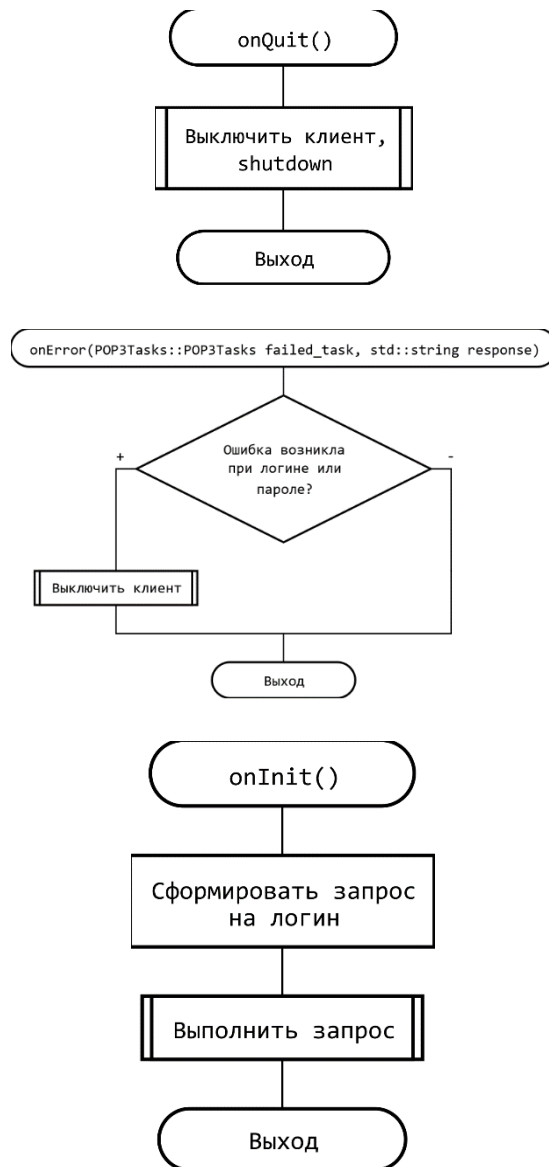 onQuit()
Выключить клиент,
shutdown
Выход
onError(POP3Tasks::POP3Tasks failed_task, std::string response)
Ошибка возникла
при логине или
пароле?
+
-
Выключить клиент
Выход
onInit()
Сформировать запрос
на логин
Выполнить запрос
Выход